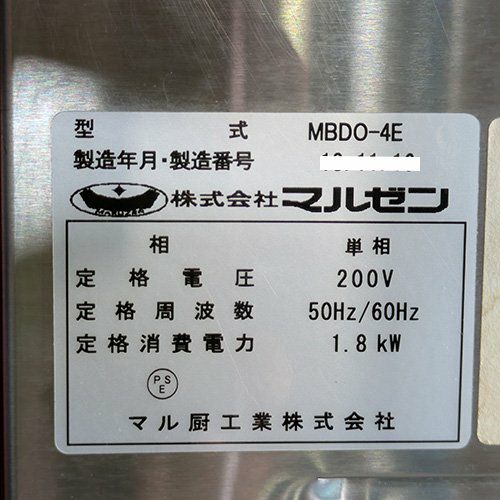 型式 MBDO-4E
製造年月・製造番号
MARUZEN 株式会社 マルゼン
相 単相
定格電圧 200V
定格周波数 50Hz/60Hz
定格消費電力 1.8kW
PSE
マル厨工業株式会社